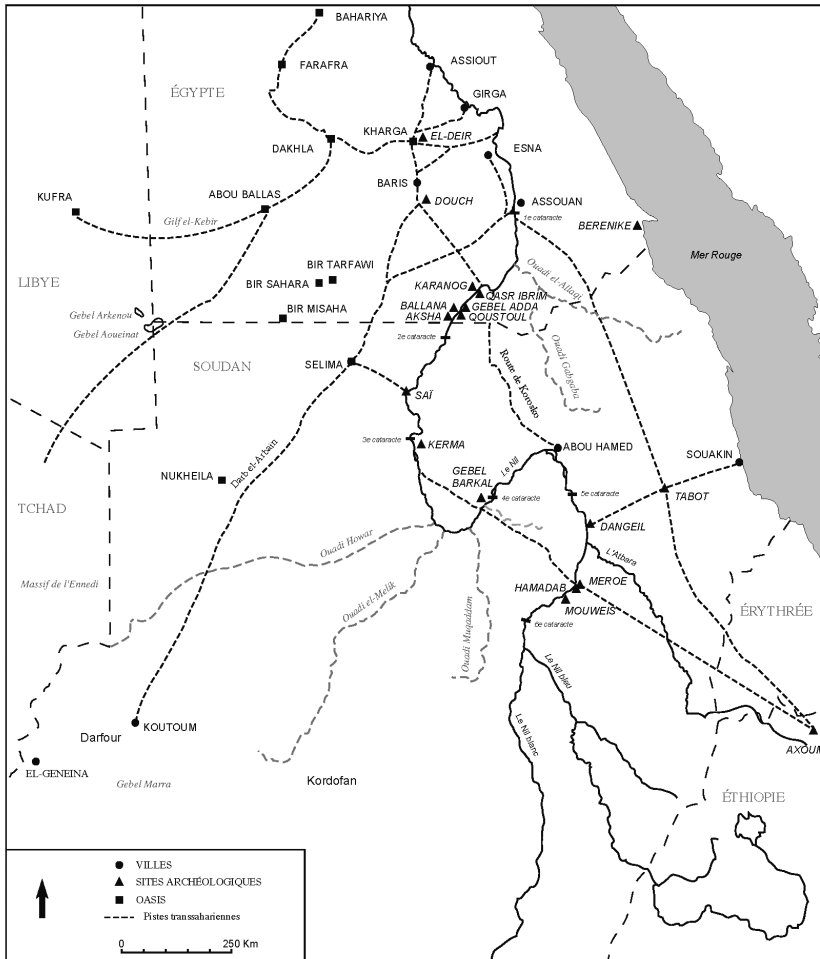 BAHARIYA
FARAFRA
ASSIOUT
ÉGYPTE
GIRGA
KHARGA
EL-DEIR
DAKHLA
ESNA
BARIS
KUFRA
ABOU BALLAS
DOUCH
ASSOUAN
1e cataracte
Gilf el-Kebir
BERENIKE
Mer Rouge
BIR TARFAWI
Ouadi el-Allaqi
LIBYE
BIR SAHARA
KARANOG
QASR IBRIM
BALLANA
GEBEL ADDA
BIR MISAHA
AKSHA
QOUSTOUL
Gebel Arkenou
Gebel Aoueinat
2e cataracte
SOUDAN
SELIMA
Route de Korosko
Ouadi Gabgaba
SAÏ
3e cataracte
KERMA
ABOU HAMED
SOUAKIN
Darb el-Arbain
Le Nil
GEBEL
BARKAL
NUKHEILA
4e cataracte
5e cataracte
TABOT
TCHAD
DANGEIL
Ouadi Howar
L'Atbara
Massif de l'Ennedi
HAMADAB
MEROE
Ouadi el-Melik
Ouadi Muqaddam
MOUWEIS
ÉRYTHRÉE
6e cataracte
Le Nil bleu
Le Nil blanc
KOUTOUM
Darfour
AXOUM
EL-GENEINA
Gebel Marra
Kordofan
ÉTHIOPIE
VILLES
SITES ARCHÉOLOGIQUES
OASIS
Pistes transsahariennes
0 250 Km